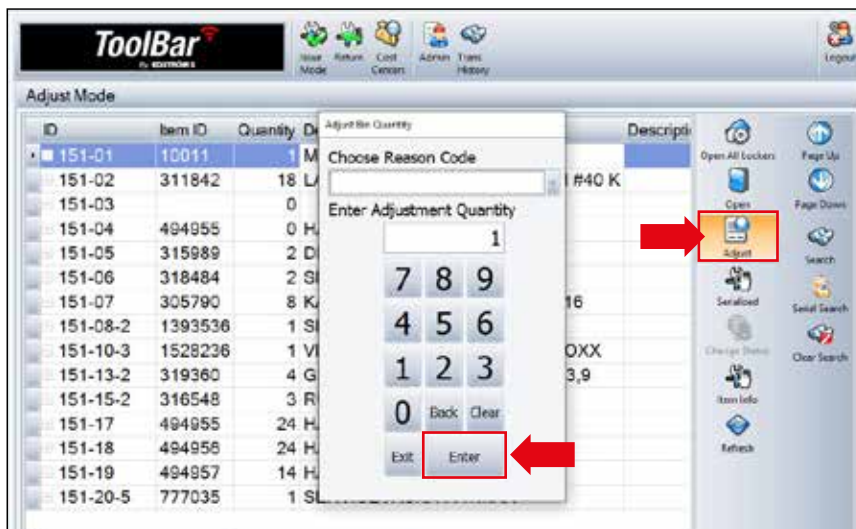 ToolBar
Issue Mode
Return
Cost Centers
Admin
Trans History
Logout
Adjust Mode
ID Item ID Quantity De Descripti
151-01 10011 1 M
151-02 311842 18 L/ I #40 K
151-03 0
151-04 494955 0 H/
151-05 315989 2 D
151-06 318484 2 S
151-07 305790 8 K/ 16
151-08-2 1393536 1 S
151-10-3 1528236 1 VI OXX
151-13-2 319360 4 G 3,9
151-15-2 316548 3 R
151-17 494955 24 H/
151-18 494956 24 H/
151-19 494957 14 H/
151-20-5 777035 1
Adjust Bin Quantity
Choose Reason Code
Enter Adjustment Quantity
1
7 8 9
4 5 6
1 2 3
0 Back Clear
Exit Enter
Open All Lockers
Open
Adjust
Serialized
Change Status
Item Info
Refresh
Page Up
Page Down
Search
Serial Search
Clear Search